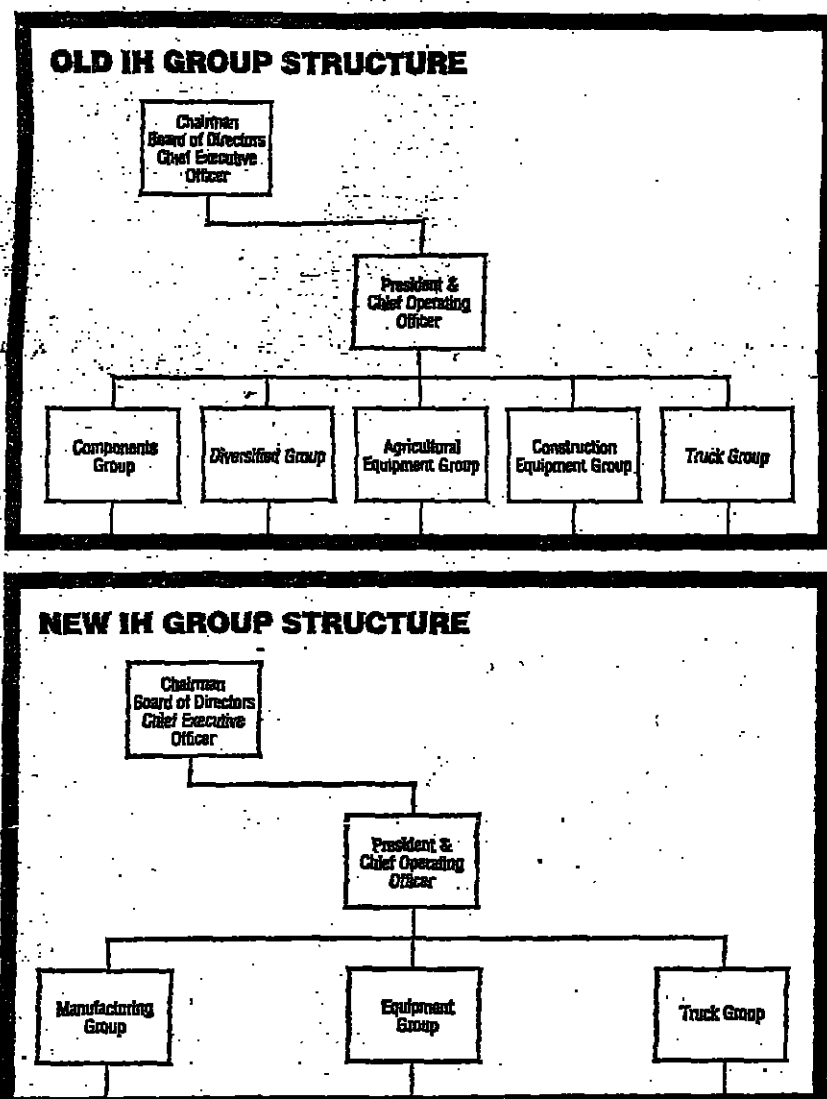 OLD IH GROUP STRUCTURE
Chairman
Board of Directors
Chief Executive
Officer
President &
Chief Operating
Officer
Components
Group
Diversified Group
Agricultural
Equipment Group
Construction
Equipment Group
Truck Group
NEW IH GROUP STRUCTURE
Chairman
Board of Directors
Chief Executive
Officer
President &
Chief Operating
Officer
Manufacturing
Group
Equipment
Group
Truck Group